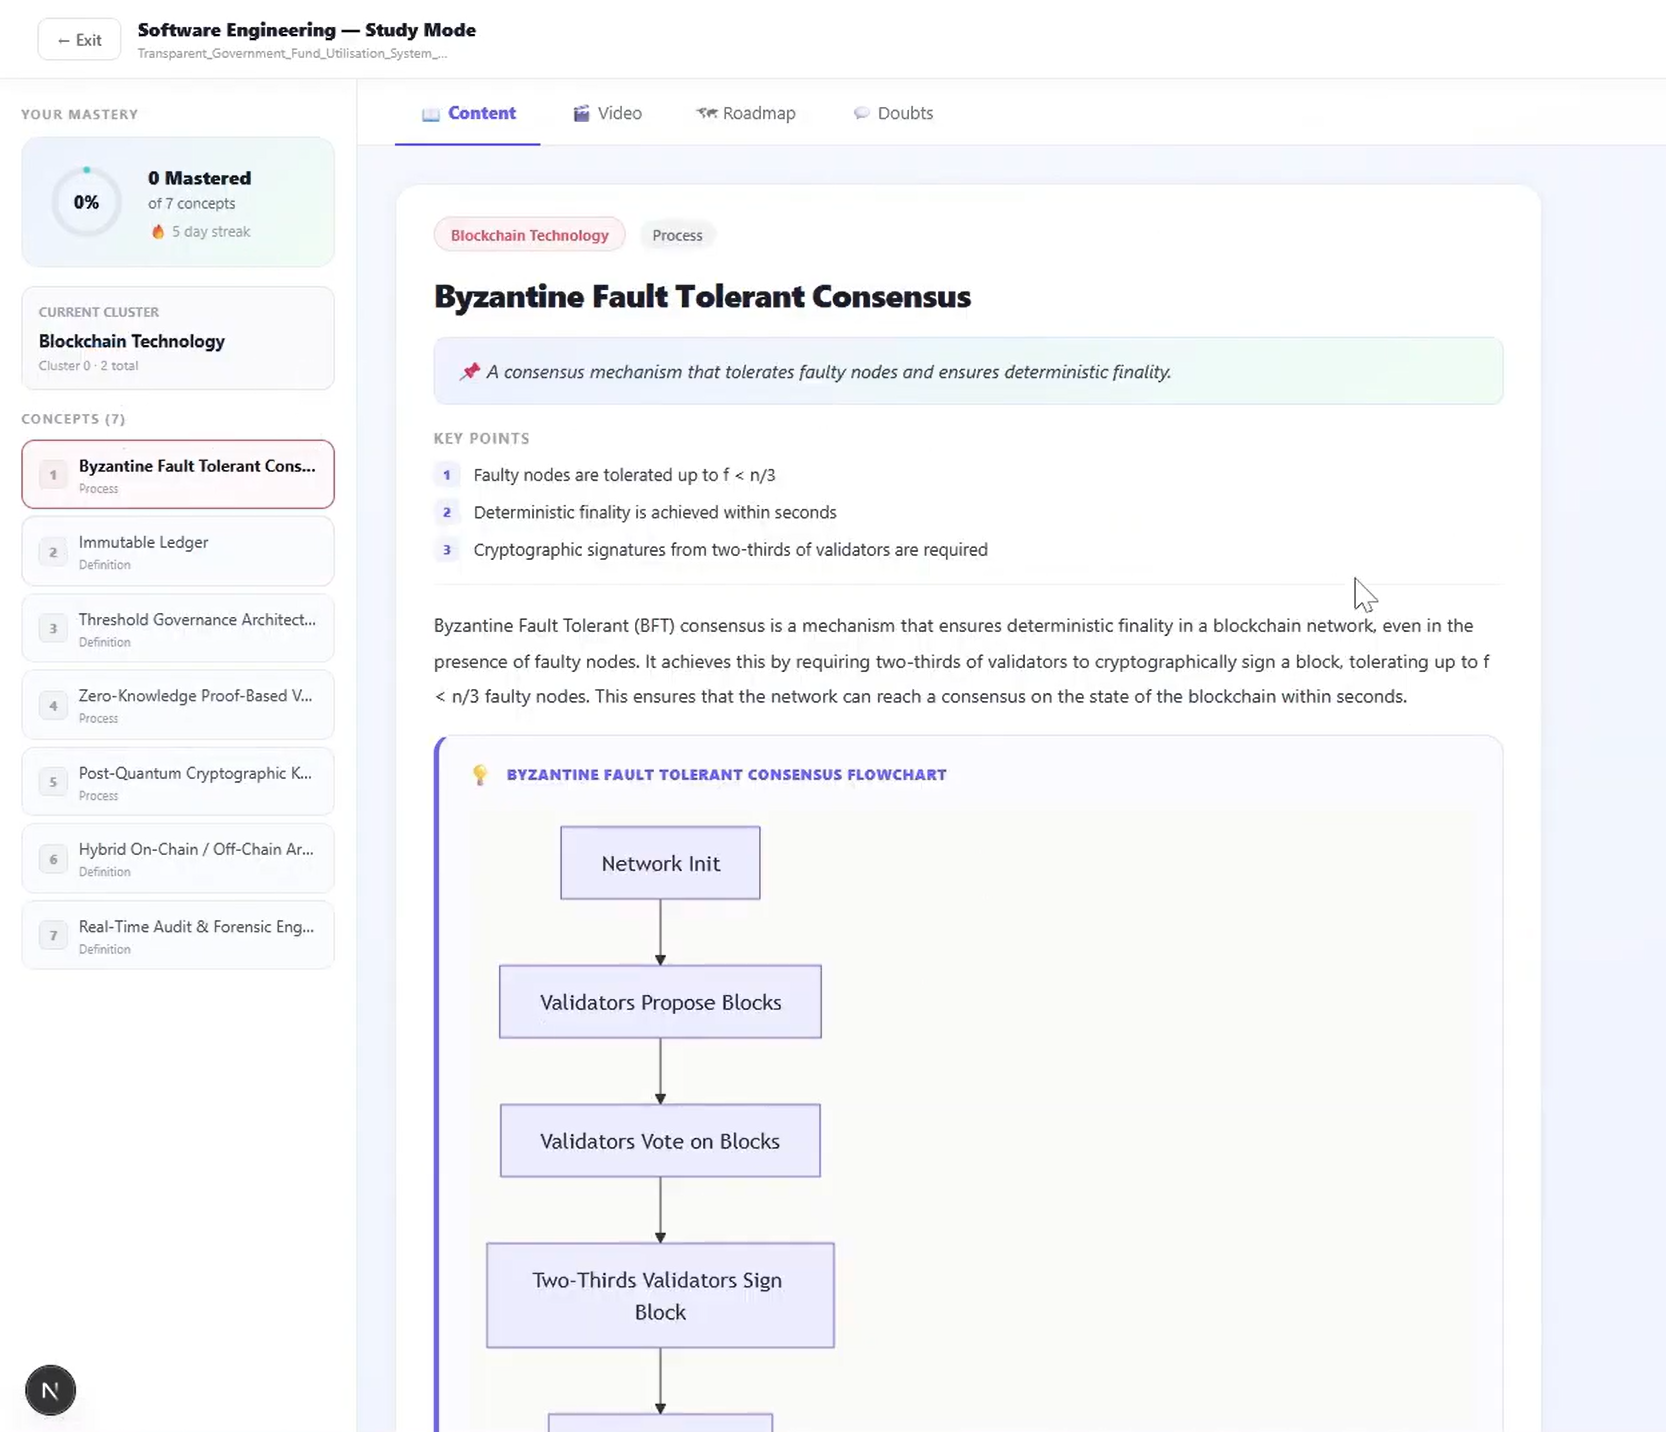 ← Exit
Software Engineering — Study Mode
Transparent_Government_Fund_Utilisation_System_...
YOUR MASTERY
0%
0 Mastered
of 7 concepts
5 day streak
CURRENT CLUSTER
Blockchain Technology
Cluster 0 · 2 total
CONCEPTS (7)
1
Byzantine Fault Tolerant Cons...
Process
2
Immutable Ledger
Definition
3
Threshold Governance Architect...
Definition
4
Zero-Knowledge Proof-Based V...
Process
5
Post-Quantum Cryptographic K...
Process
6
Hybrid On-Chain / Off-Chain Ar...
Definition
7
Real-Time Audit & Forensic Eng...
Definition
N
Content
Video
Roadmap
Doubts
Blockchain Technology
Process
Byzantine Fault Tolerant Consensus
A consensus mechanism that tolerates faulty nodes and ensures deterministic finality.
KEY POINTS
1 Faulty nodes are tolerated up to f < n/3
2 Deterministic finality is achieved within seconds
3 Cryptographic signatures from two-thirds of validators are required
Byzantine Fault Tolerant (BFT) consensus is a mechanism that ensures deterministic finality in a blockchain network, even in the
presence of faulty nodes. It achieves this by requiring two-thirds of validators to cryptographically sign a block, tolerating up to f
< n/3 faulty nodes. This ensures that the network can reach a consensus on the state of the blockchain within seconds.
BYZANTINE FAULT TOLERANT CONSENSUS FLOWCHART
Network Init
Validators Propose Blocks
Validators Vote on Blocks
Two-Thirds Validators Sign
Block